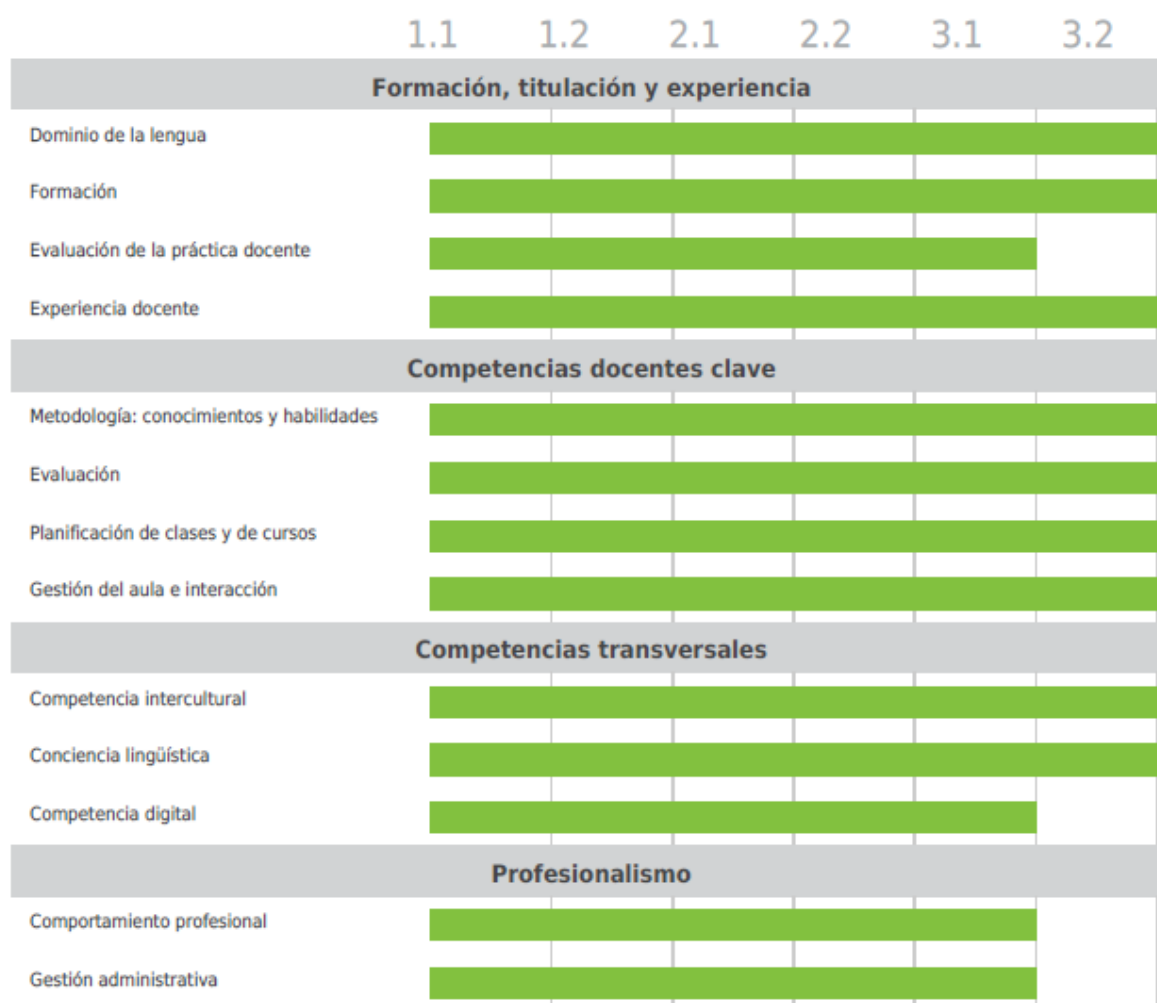 1.1 1.2 2.1 2.2 3.1 3.2
Formación, titulación y experiencia
Dominio de la lengua
Formación
Evaluación de la práctica docente
Experiencia docente
Competencias docentes clave
Metodología: conocimientos y habilidades
Evaluación
Planificación de clases y de cursos
Gestión del aula e interacción
Competencias transversales
Competencia intercultural
Conciencia lingüística
Competencia digital
Profesionalismo
Comportamiento profesional
Gestión administrativa